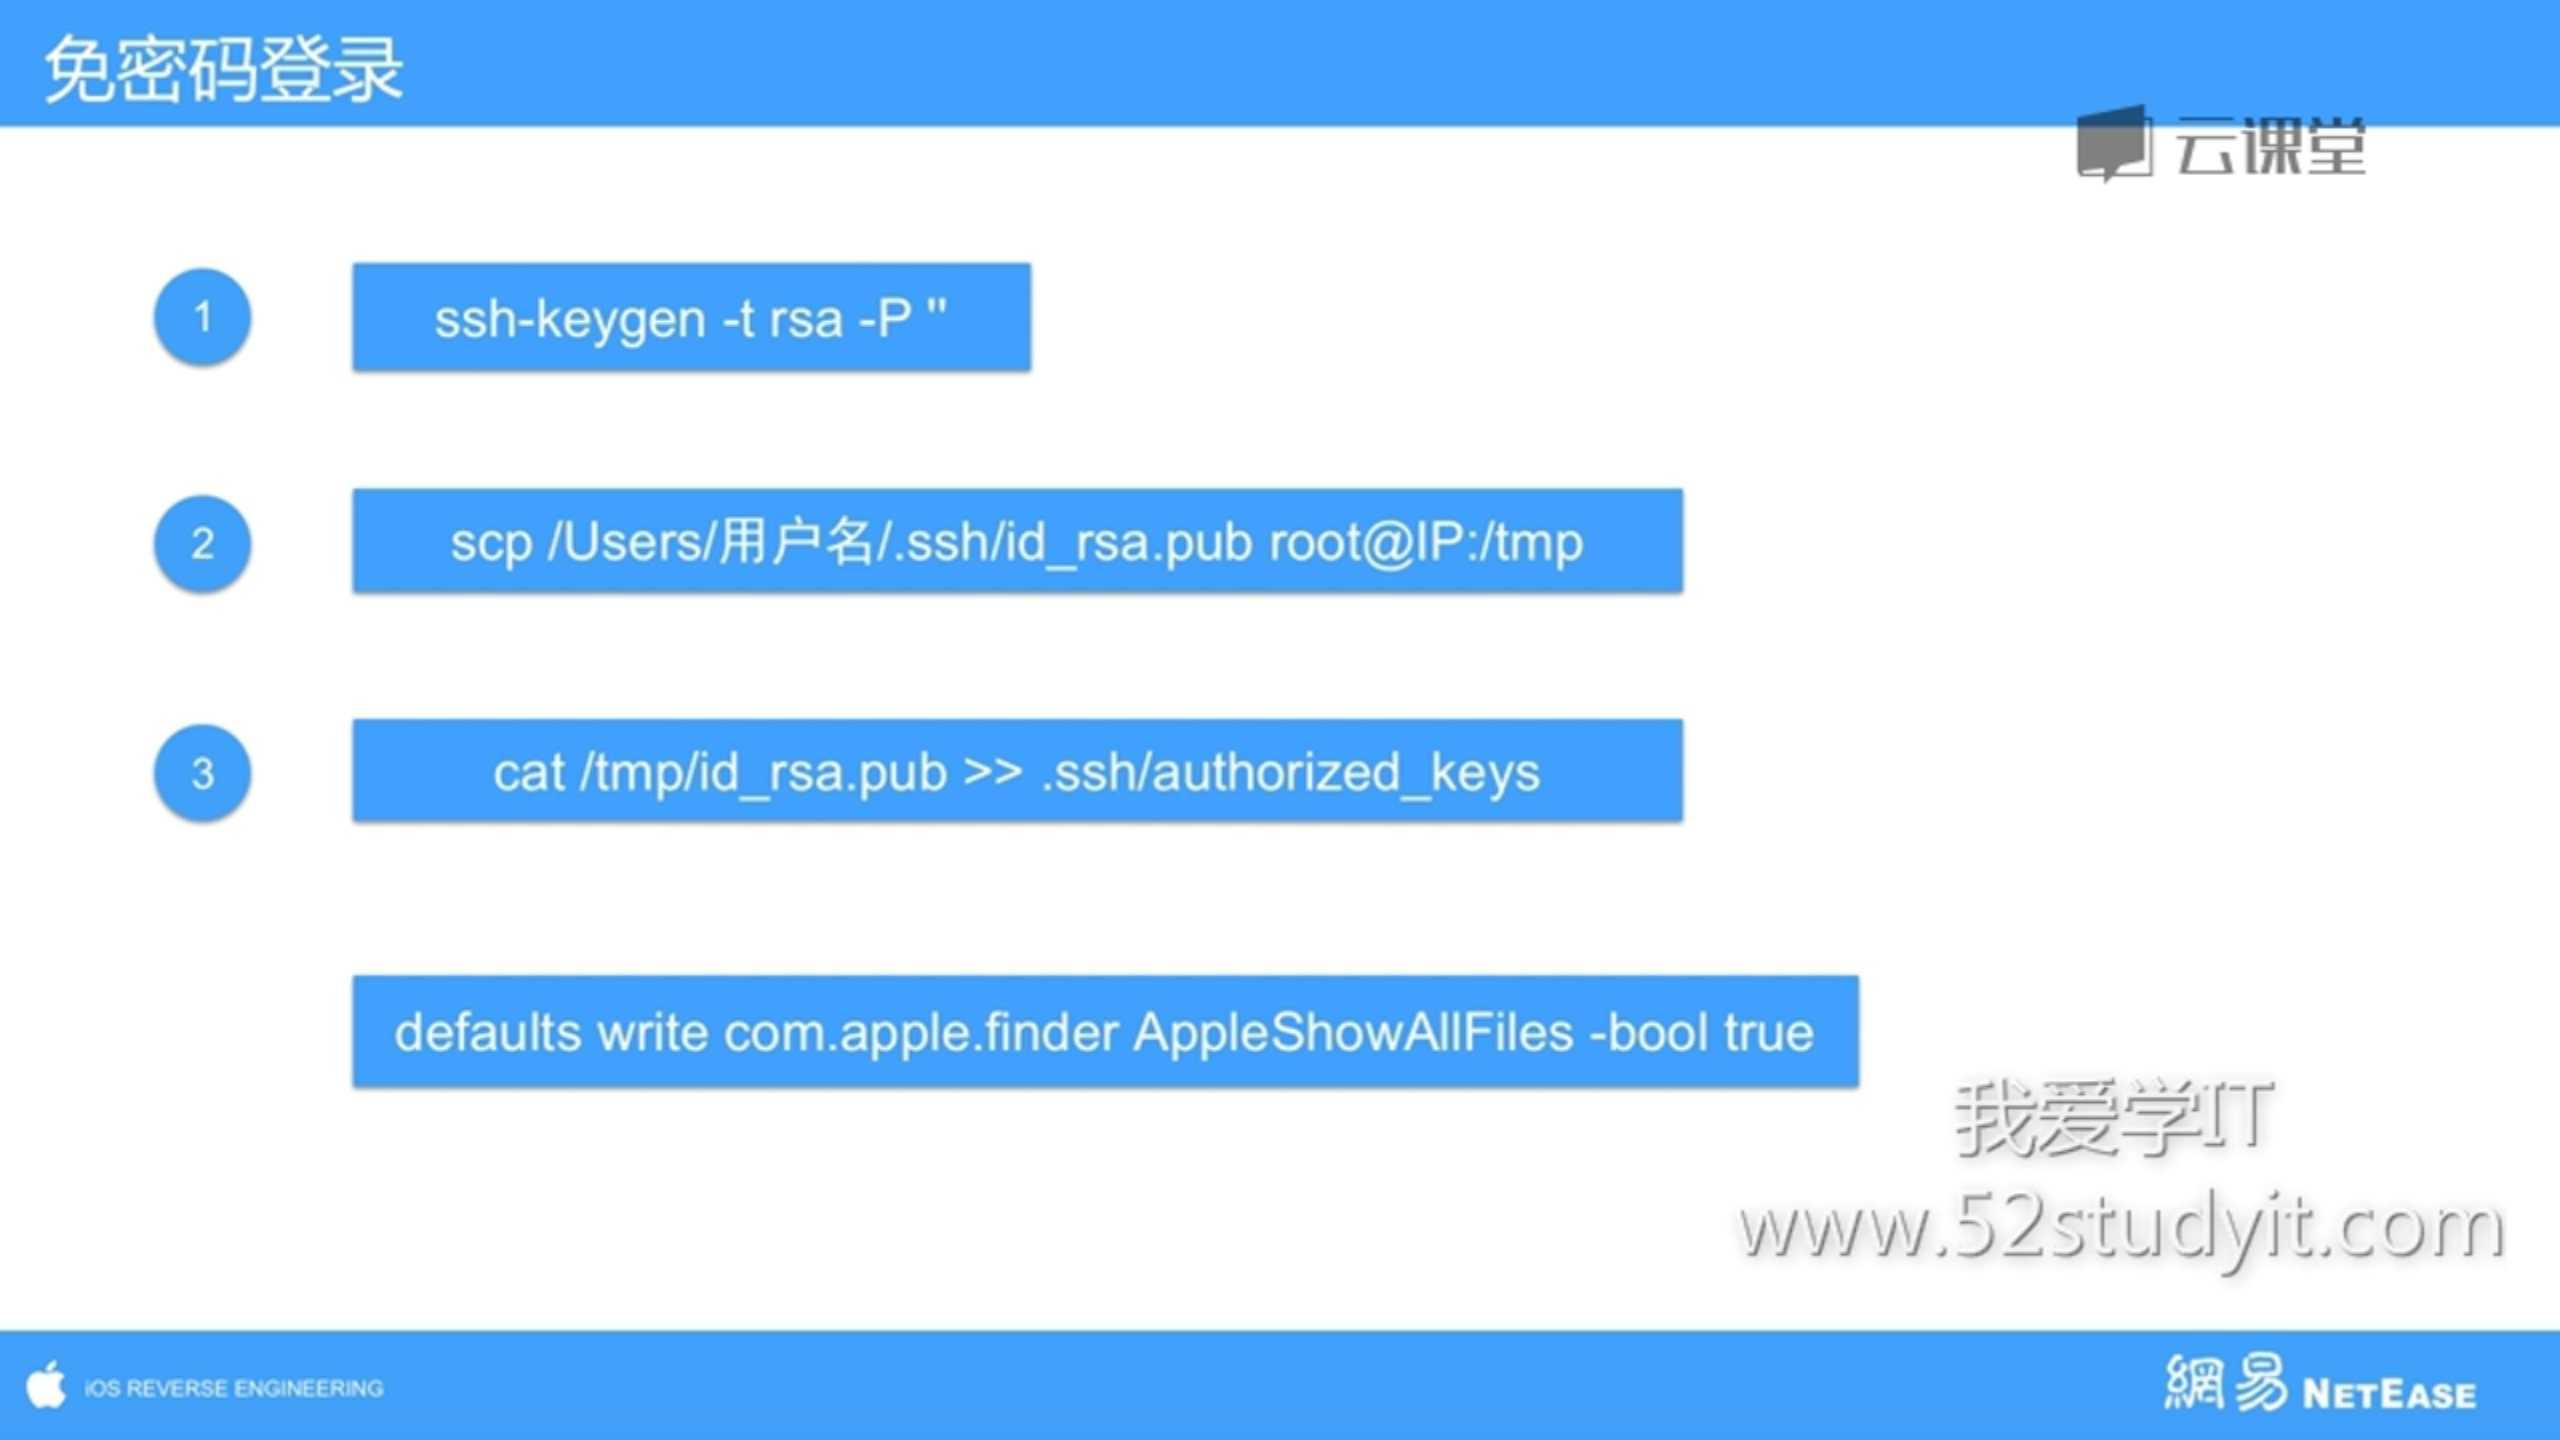 免密码登录
云课堂
1
ssh-keygen -t rsa -P ''
2
scp /Users/用户名/.ssh/id_rsa.pub root@IP:/tmp
3
cat /tmp/id_rsa.pub >> .ssh/authorized_keys
defaults write com.apple.finder AppleShowAllFiles -bool true
我爱学IT
www.52studyit.com
iOS REVERSE ENGINEERING
網易 NETEASE